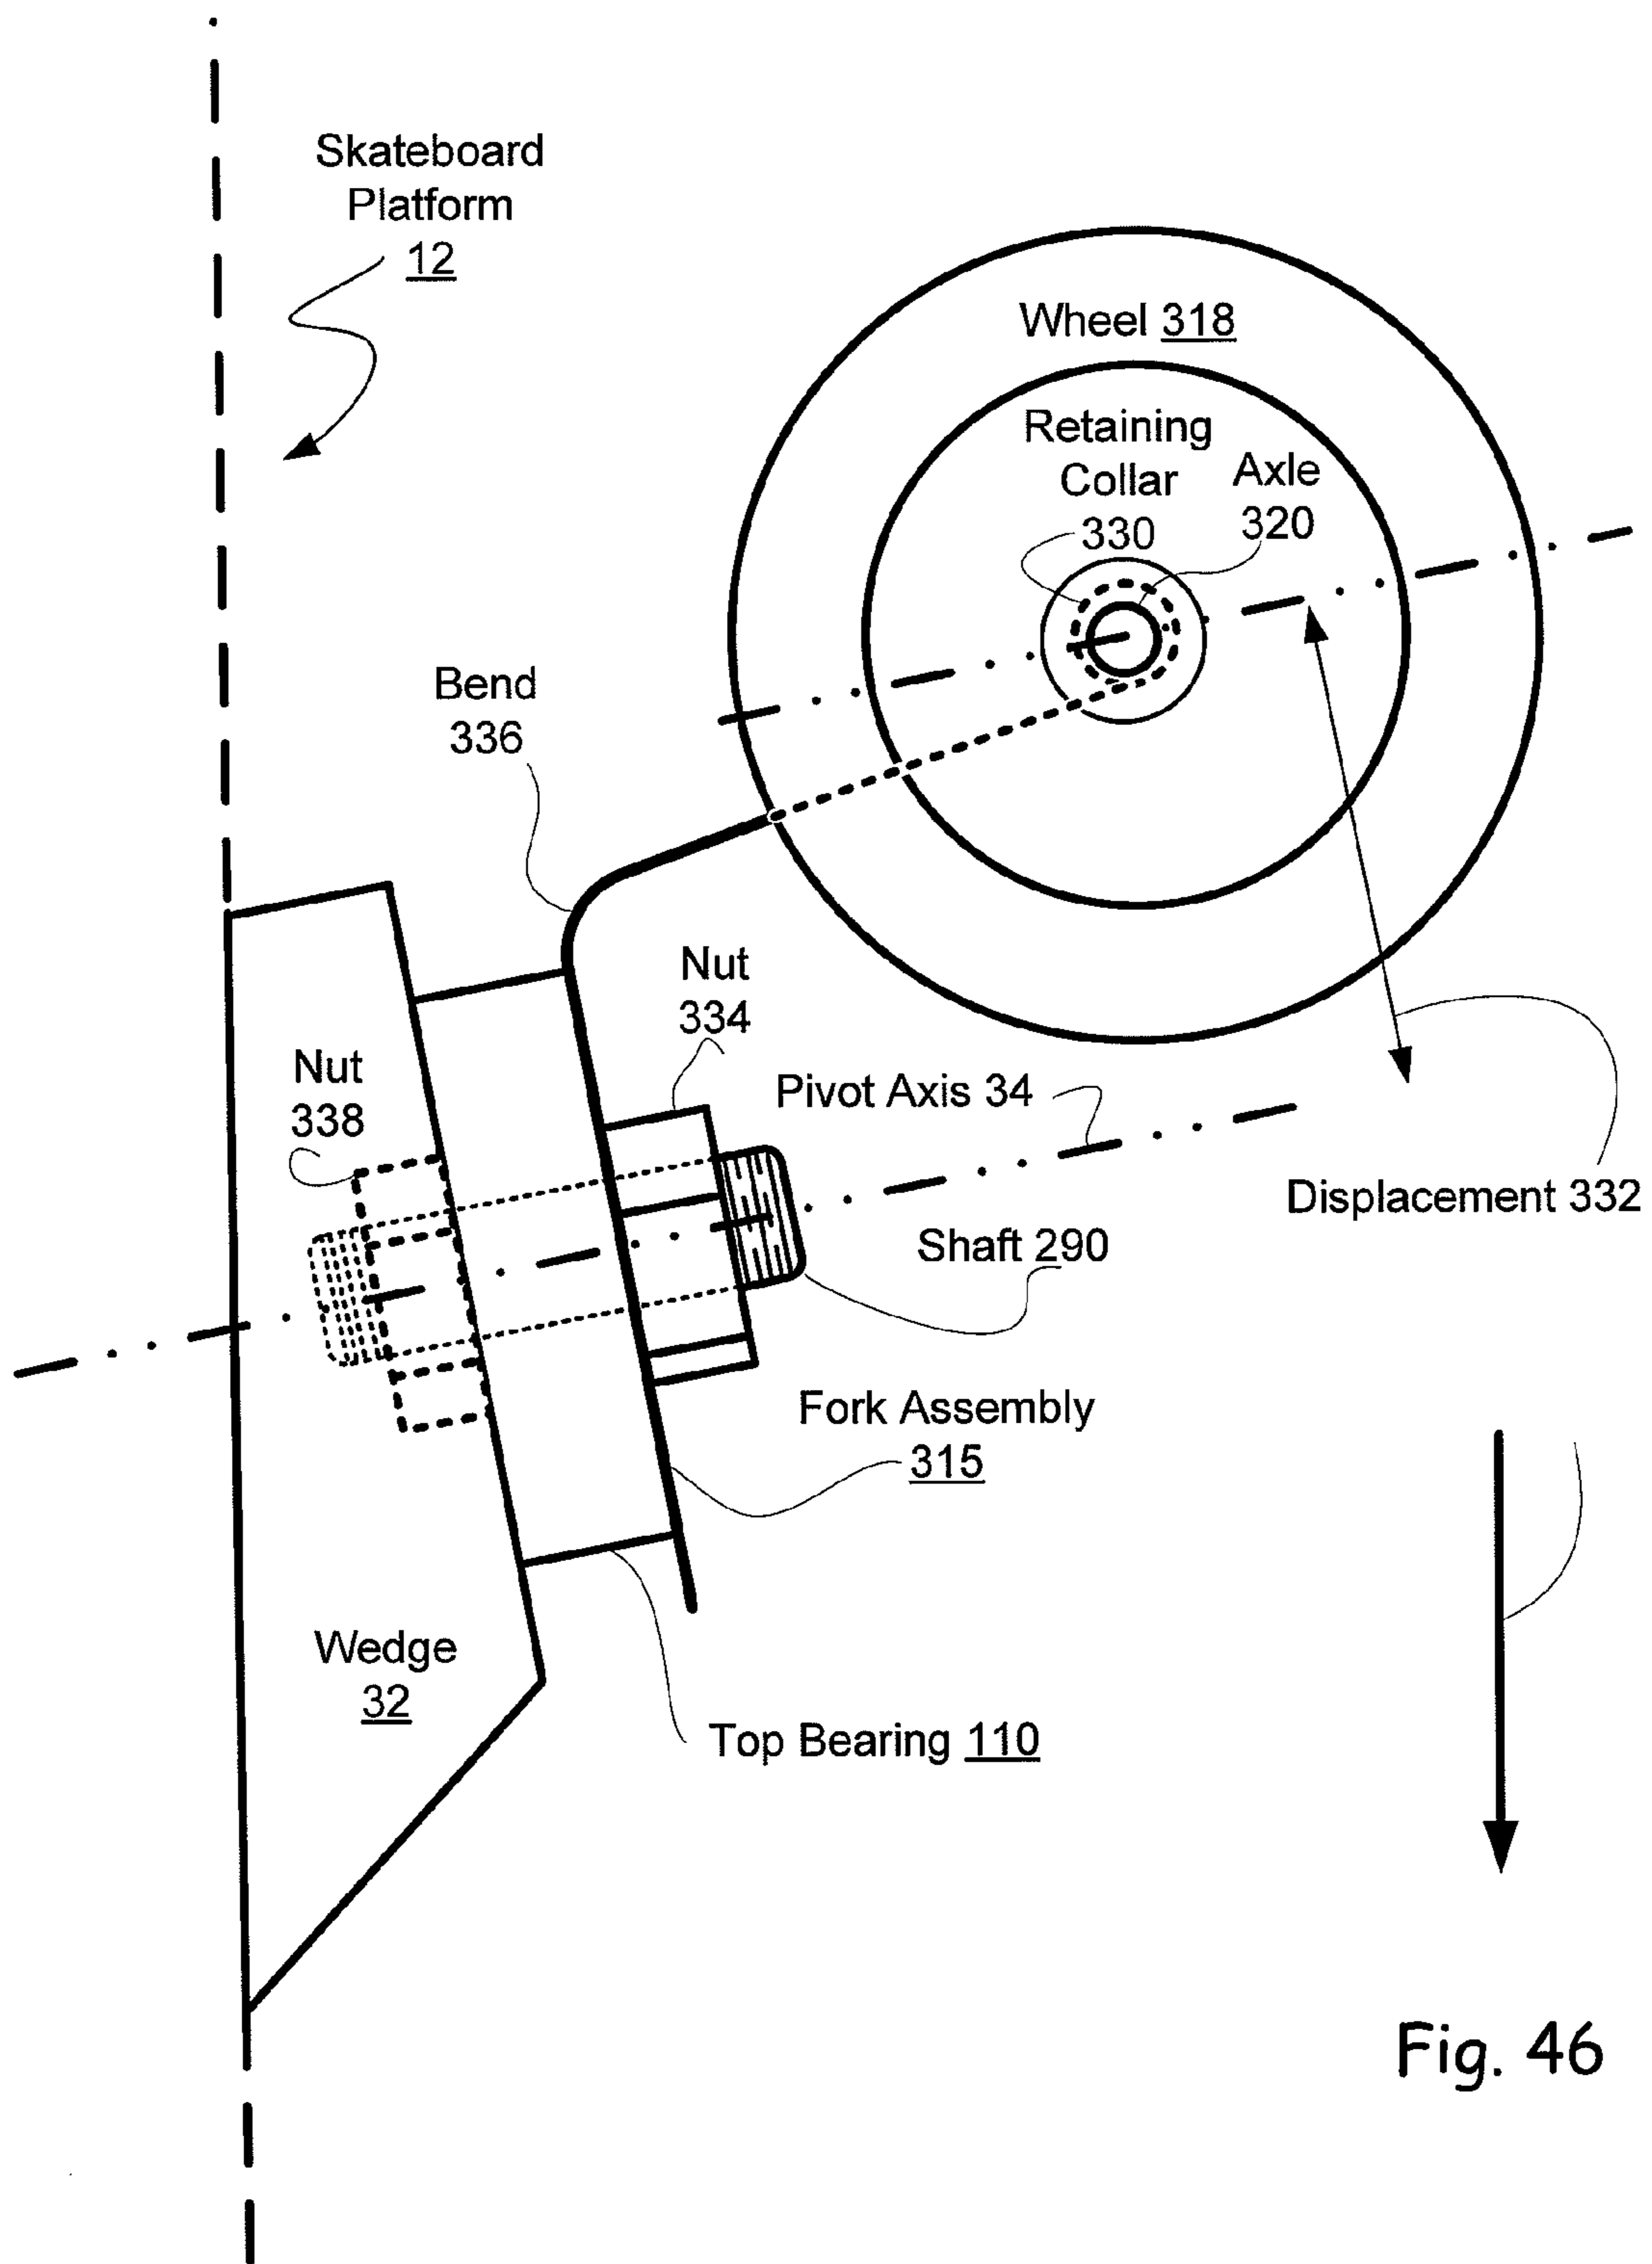 Skateboard
Platform
12
Wheel 318
Retaining
Collar
330
Axle
320
Bend
336
Nut
334
Nut
338
Pivot Axis 34
Displacement 332
Shaft 290
Fork Assembly
315
Wedge
32
Top Bearing 110
Fig. 46